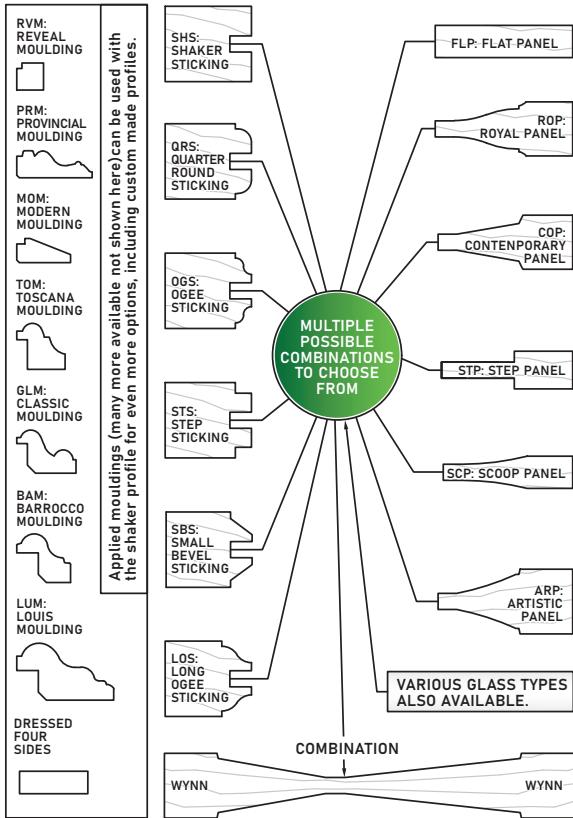 RVM:
REVEAL
MOULDING
PRM:
PROVINCIAL
MOULDING
MOM:
MODERN
MOULDING
TOM:
TOSCANA
MOULDING
GLM:
CLASSIC
MOULDING
BAM:
BARROCCO
MOULDING
LUM:
LOUIS
MOULDING
DRESSED
FOUR
SIDES
Applied mouldings (many more available not shown here)can be used with
the shaker profile for even more options, including custom made profiles.
SHS:
SHAKER
STICKING
QRS:
QUARTER
ROUND
STICKING
OGS:
OGEE
STICKING
STS:
STEP
STICKING
SBS:
SMALL
BEVEL
STICKING
LOS:
LONG
OGEE
STICKING
MULTIPLE
POSSIBLE
COMBINATIONS
TO CHOOSE
FROM
FLP: FLAT PANEL
ROP:
ROYAL PANEL
COP:
CONTENPORARY
PANEL
STP: STEP PANEL
SCP: SCOOP PANEL
ARP:
ARTISTIC
PANEL
VARIOUS GLASS TYPES
ALSO AVAILABLE.
COMBINATION
WYNN
WYNN